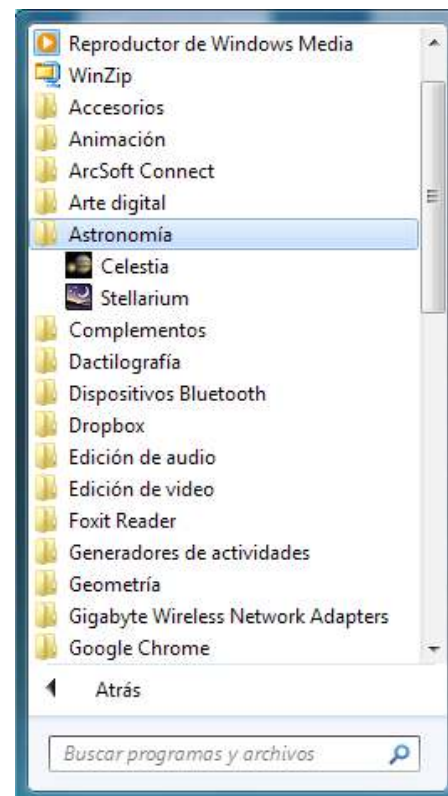 Reproductor de Windows Media
WinZip
Accesorios
Animación
ArcSoft Connect
Arte digital
Astronomía
Celestia
Stellarium
Complementos
Dactilografía
Dispositivos Bluetooth
Dropbox
Edición de audio
Edición de video
Foxit Reader
Generadores de actividades
Geometría
Gigabyte Wireless Network Adapters
Google Chrome
Atrás
Buscar programas y archivos